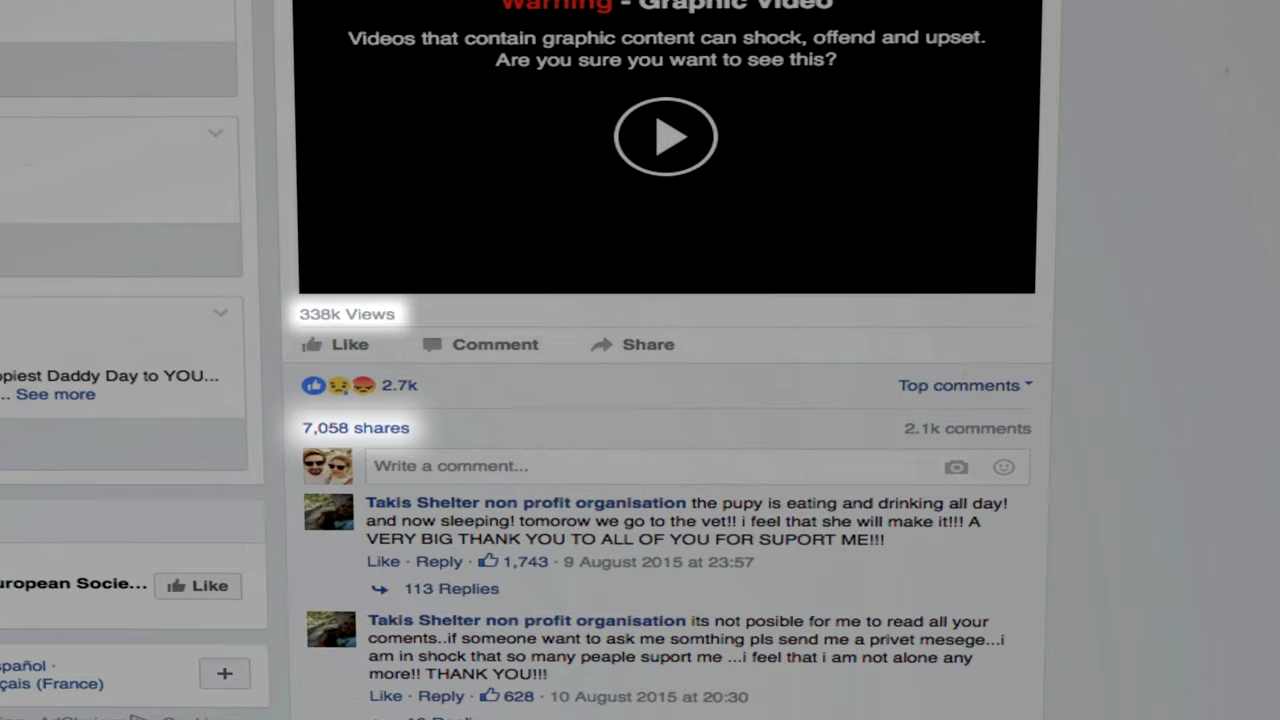 Warning - Graphic Video
Videos that contain graphic content can shock, offend and upset.
Are you sure you want to see this?
338k Views
Like Comment Share
2.7k Top comments
7,058 shares 2.1k comments
Write a comment...
Takis Shelter non profit organisation the pupy is eating and drinking all day!
and now sleeping! tomorow we go to the vet!! i feel that she will make it!!! A
VERY BIG THANK YOU TO ALL OF YOU FOR SUPORT ME!!!
Like · Reply · 1,743 · 9 August 2015 at 23:57
113 Replies
Takis Shelter non profit organisation its not posible for me to read all your
coments..if someone want to ask me somthing pls send me a privet mesege...i
am in shock that so many peaple suport me ...i feel that i am not alone any
more!! THANK YOU!!!
Like · Reply · 628 · 10 August 2015 at 20:30
ppiest Daddy Day to YOU...
.. See more
uropean Socie... Like
spañol ·
çais (France)